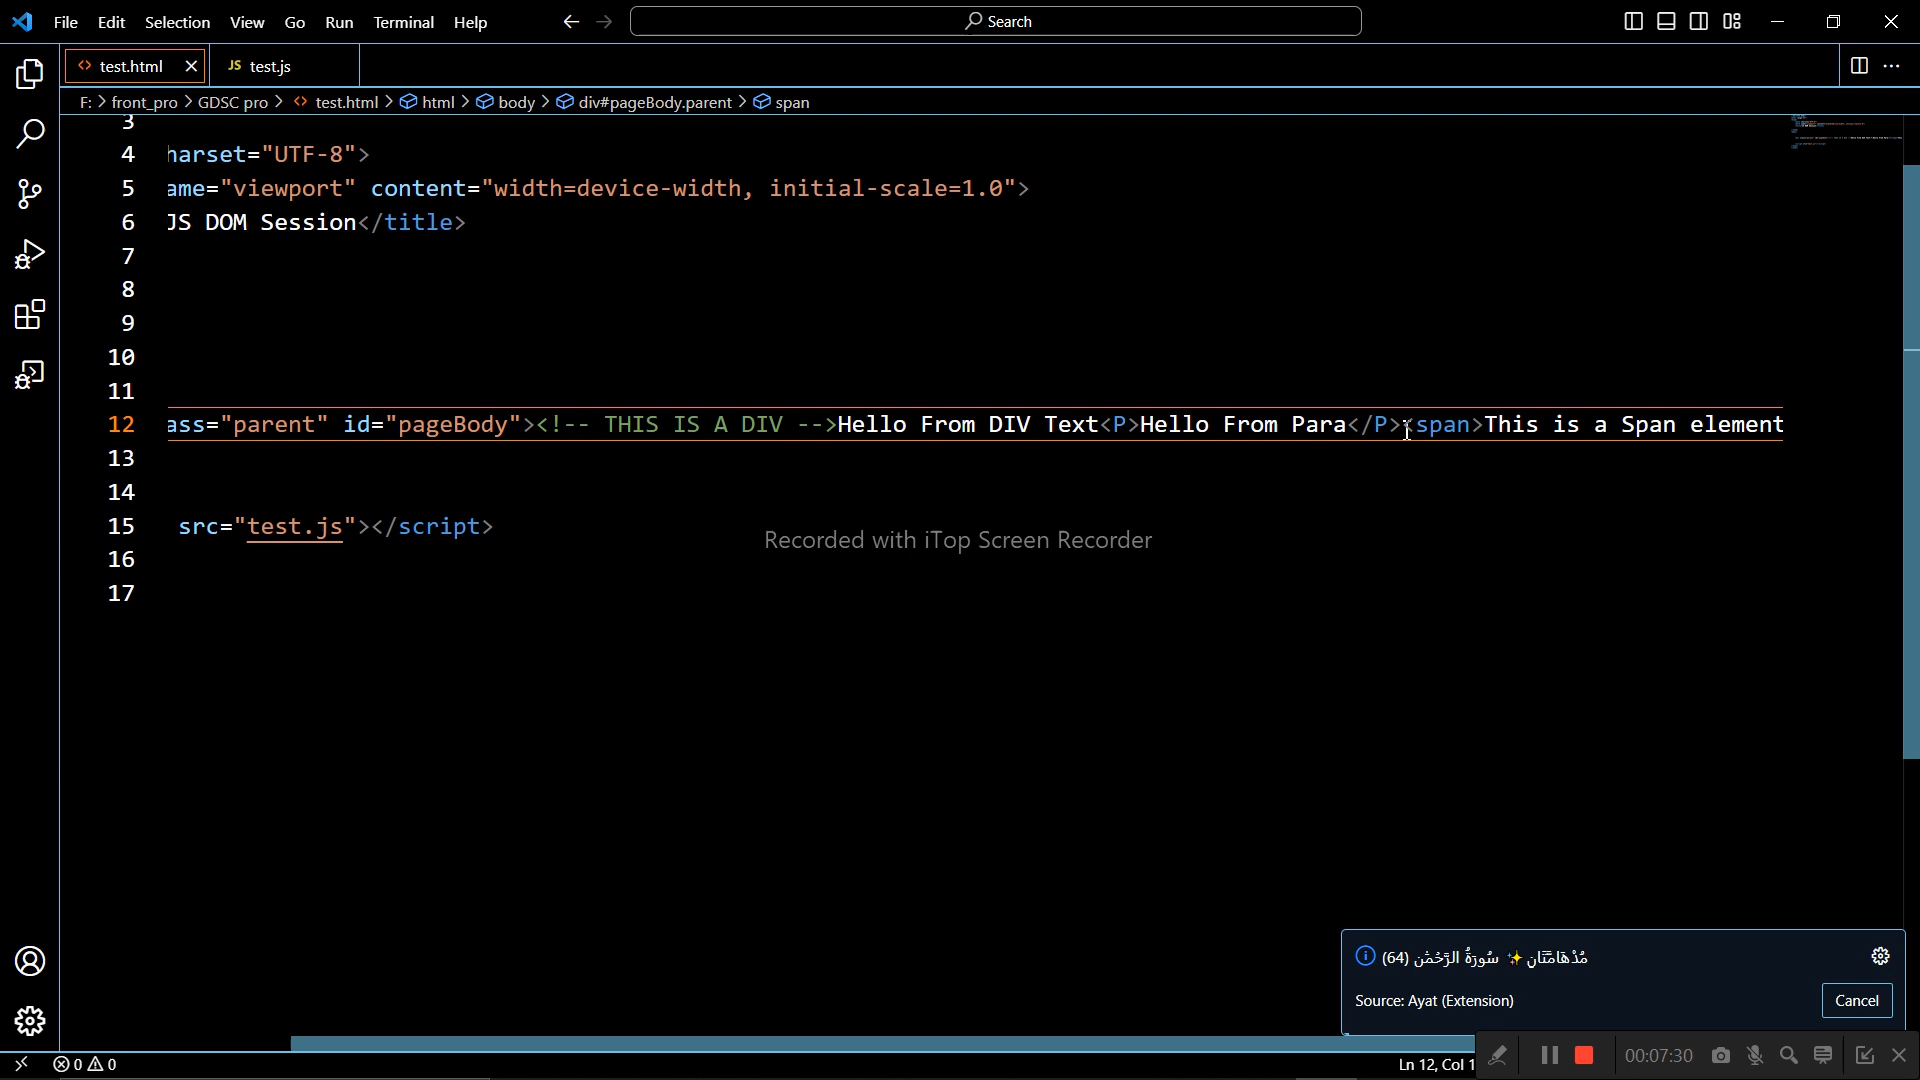 File Edit Selection View Go Run Terminal Help Search
test.html JS test.js
F: > front_pro > GDSC pro > test.html > html > body > div#pageBody.parent > span
3
4 harset="UTF-8">
5 ame="viewport" content="width=device-width, initial-scale=1.0">
6 JS DOM Session</title>
7
8
9
10
11
12 ass="parent" id="pageBody"><!-- THIS IS A DIV -->Hello From DIV Text<P>Hello From Para</P><span>This is a Span element
13
14
15 src="test.js"></script>
Recorded with iTop Screen Recorder
16
17
مُدْهَامَّتَانِ ✨ سُورَةُ الرَّحْمَٰن (64)
Source: Ayat (Extension)
Cancel
0 0
Ln 12, Col 1
00:07:30